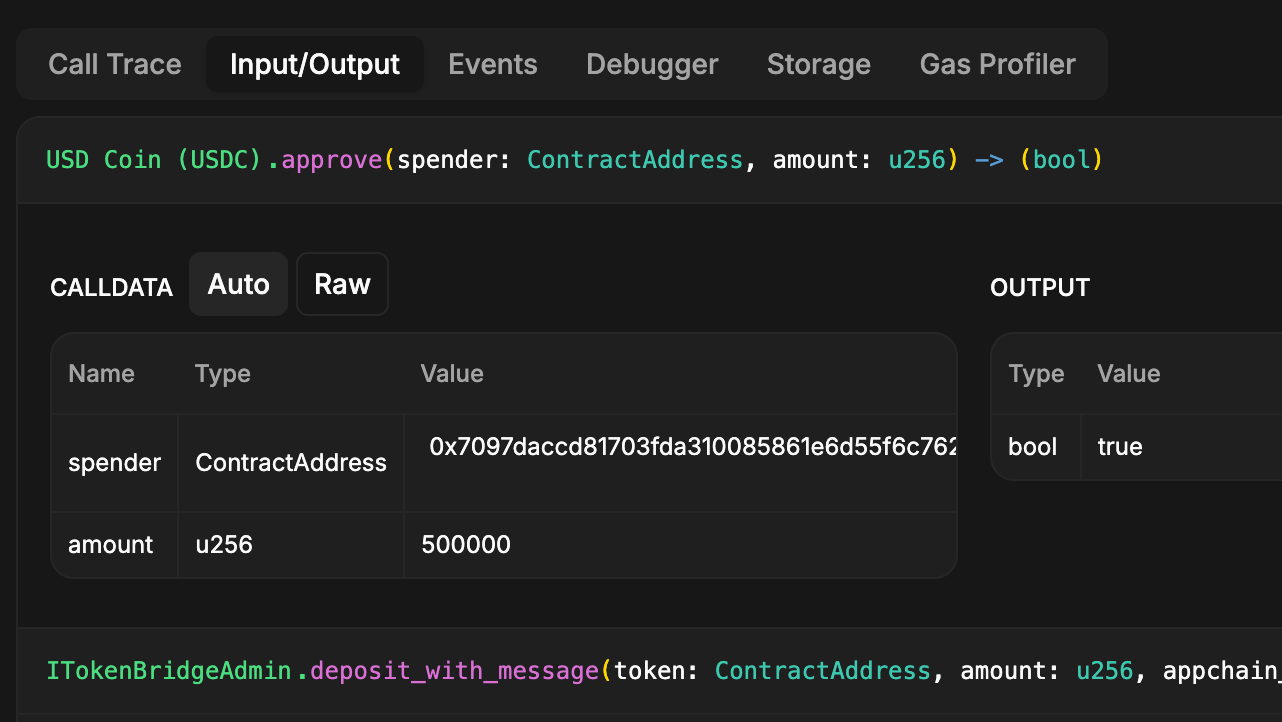 Call Trace Input/Output Events Debugger Storage Gas Profiler
USD Coin (USDC).approve(spender: ContractAddress, amount: u256) -> (bool)
CALLDATA Auto Raw OUTPUT
Name Type Value Type Value
spender ContractAddress 0x7097daccd81703fda310085861e6d55f6c762 bool true
amount u256 500000
ITokenBridgeAdmin.deposit_with_message(token: ContractAddress, amount: u256, appchain_